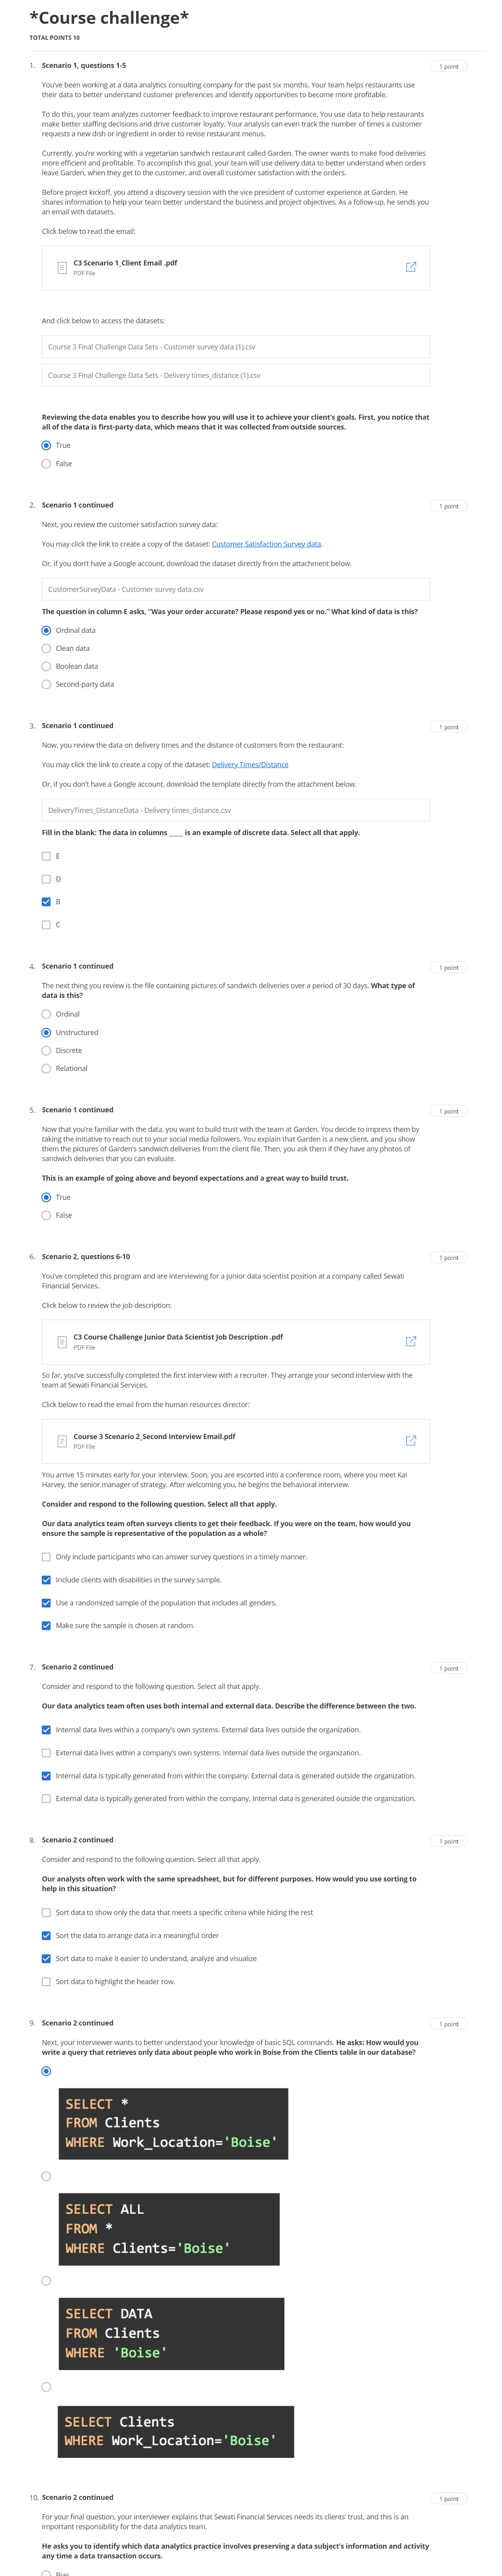 *Course challenge*
TOTAL POINTS 10
1. Scenario 1, questions 1-5
1 point
You've been working at a data analytics consulting company for the past six months. Your team helps restaurants use
their data to better understand customer preferences and identify opportunities to become more profitable.
To do this, your team analyzes customer feedback to improve restaurant performance. You use data to help restaurants
make better staffing decisions and drive customer loyalty. Your analysis can even track the number of times a customer
requests a new dish or ingredient in order to revise restaurant menus.
Currently, you're working with a vegetarian sandwich restaurant called Garden. The owner wants to make food deliveries
more efficient and profitable. To accomplish this goal, your team will use delivery data to better understand when orders
leave Garden, when they get to the customer, and overall customer satisfaction with the orders.
Before project kickoff, you attend a discovery session with the vice president of customer experience at Garden. He
shares information to help your team better understand the business and project objectives. As a follow-up, he sends you
an email with datasets.
Click below to read the email:
C3 Scenario 1_Client Email .pdf
PDF File
And click below to access the datasets:
Course 3 Final Challenge Data Sets - Customer survey data (1).csv
Course 3 Final Challenge Data Sets - Delivery times_distance (1).csv
Reviewing the data enables you to describe how you will use it to achieve your client's goals. First, you notice that
all of the data is first-party data, which means that it was collected from outside sources.
True
False
2. Scenario 1 continued
1 point
Next, you review the customer satisfaction survey data:
You may click the link to create a copy of the dataset: Customer Satisfaction Survey data.
Or, if you don't have a Google account, download the dataset directly from the attachment below.
CustomerSurveyData - Customer survey data.csv
The question in column E asks, "Was your order accurate? Please respond yes or no." What kind of data is this?
Ordinal data
Clean data
Boolean data
Second-party data
3. Scenario 1 continued
1 point
Now, you review the data on delivery times and the distance of customers from the restaurant:
You may click the link to create a copy of the dataset: Delivery Times/Distance
Or, if you don't have a Google account, download the template directly from the attachment below.
DeliveryTimes_DistanceData - Delivery times_distance.csv
Fill in the blank: The data in columns ____ is an example of discrete data. Select all that apply.
E
D
B
C
4. Scenario 1 continued
1 point
The next thing you review is the file containing pictures of sandwich deliveries over a period of 30 days. What type of
data is this?
Ordinal
Unstructured
Discrete
Relational
5. Scenario 1 continued
1 point
Now that you're familiar with the data, you want to build trust with the team at Garden. You decide to impress them by
taking the initiative to reach out to your social media followers. You explain that Garden is a new client, and you show
them the pictures of Garden's sandwich deliveries from the client file. Then, you ask them if they have any photos of
sandwich deliveries that you can evaluate.
This is an example of going above and beyond expectations and a great way to build trust.
True
False
6. Scenario 2, questions 6-10
1 point
You've completed this program and are interviewing for a junior data scientist position at a company called Sewati
Financial Services.
Click below to review the job description:
C3 Course Challenge Junior Data Scientist Job Description .pdf
PDF File
So far, you've successfully completed the first interview with a recruiter. They arrange your second interview with the
team at Sewati Financial Services.
Click below to read the email from the human resources director:
Course 3 Scenario 2_Second Interview Email.pdf
PDF File
You arrive 15 minutes early for your interview. Soon, you are escorted into a conference room, where you meet Kai
Harvey, the senior manager of strategy. After welcoming you, he begins the behavioral interview.
Consider and respond to the following question. Select all that apply.
Our data analytics team often surveys clients to get their feedback. If you were on the team, how would you
ensure the sample is representative of the population as a whole?
Only include participants who can answer survey questions in a timely manner.
Include clients with disabilities in the survey sample.
Use a randomized sample of the population that includes all genders.
Make sure the sample is chosen at random.
7. Scenario 2 continued
1 point
Consider and respond to the following question. Select all that apply.
Our data analytics team often uses both internal and external data. Describe the difference between the two.
Internal data lives within a company's own systems. External data lives outside the organization.
External data lives within a company's own systems. Internal data lives outside the organization.
Internal data is typically generated from within the company. External data is generated outside the organization.
External data is typically generated from within the company. Internal data is generated outside the organization.
8. Scenario 2 continued
1 point
Consider and respond to the following question. Select all that apply.
Our analysts often work with the same spreadsheet, but for different purposes. How would you use sorting to
help in this situation?
Sort data to show only the data that meets a specific criteria while hiding the rest
Sort the data to arrange data in a meaningful order
Sort data to make it easier to understand, analyze and visualize
Sort data to highlight the header row.
9. Scenario 2 continued
1 point
Next, your interviewer wants to better understand your knowledge of basic SQL commands. He asks: How would you
write a query that retrieves only data about people who work in Boise from the Clients table in our database?
SELECT *
FROM Clients
WHERE Work_Location='Boise'
SELECT ALL
FROM *
WHERE Clients='Boise'
SELECT DATA
FROM Clients
WHERE 'Boise'
SELECT Clients
WHERE Work_Location='Boise'
10. Scenario 2 continued
1 point
For your final question, your interviewer explains that Sewati Financial Services needs its clients' trust, and this is an
important responsibility for the data analytics team.
He asks you to identify which data analytics practice involves preserving a data subject's information and activity
any time a data transaction occurs.
Bias